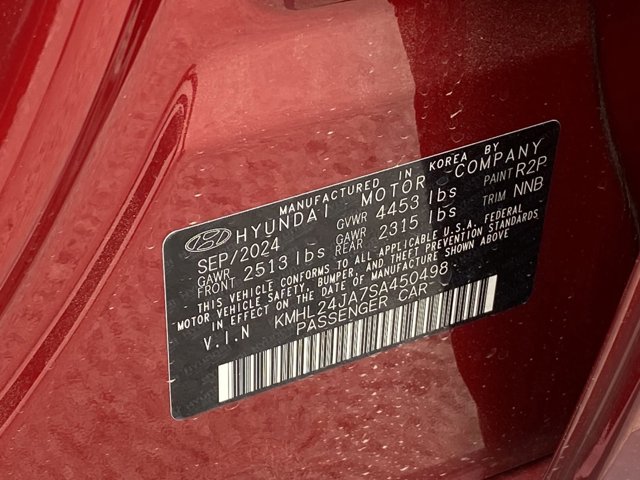 MANUFACTURED IN KOREA BY
HYUNDAI MOTOR COMPANY
SEP/2024 GVWR 4453 lbs PAINT R2P
GAWR FRONT 2513 lbs GAWR REAR 2315 lbs TRIM NNB
THIS VEHICLE CONFORMS TO ALL APPLICABLE U.S.A. FEDERAL
MOTOR VEHICLE SAFETY, BUMPER, AND THEFT PREVENTION STANDARDS
IN EFFECT ON THE DATE OF MANUFACTURE SHOWN ABOVE
V.I.N KMHL24JA7SA450498
PASSENGER CAR